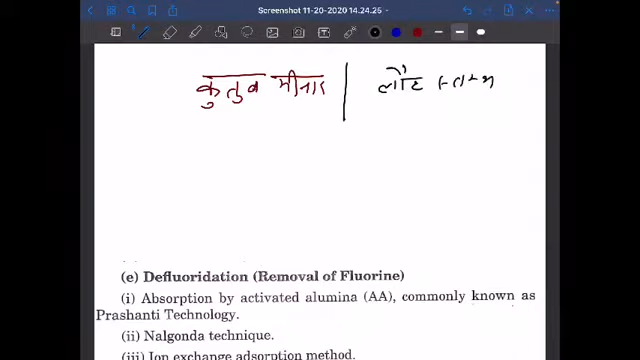 Screenshot 11-20-2020 14.24.25
कुतुब मीनार | लौह स्तम्भ
(e) Defluoridation (Removal of Fluorine)
(i) Absorption by activated alumina (AA), commonly known as
Prashanti Technology.
(ii) Nalgonda technique.
(iii) Ion exchange adsorption method.